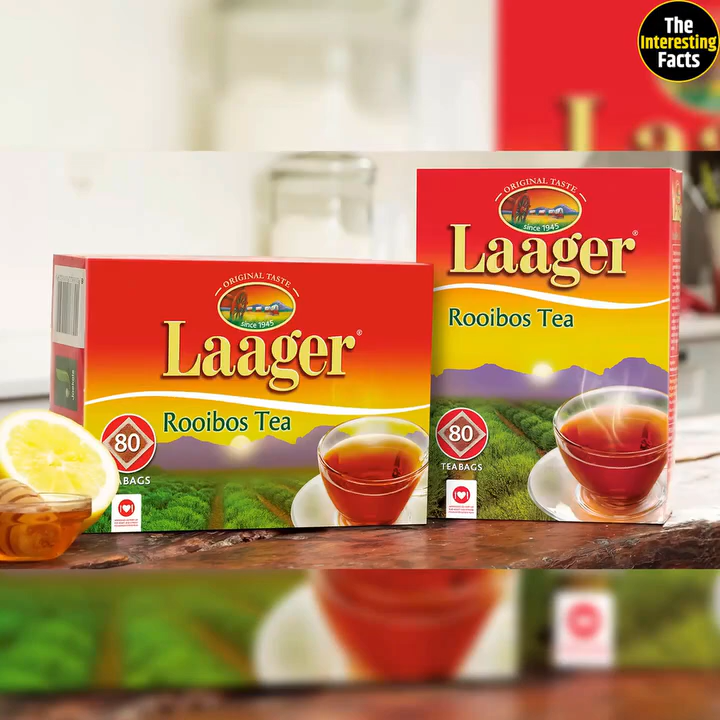 The
Interesting
Facts
La
ORIGINAL TASTE
since 1945
Laager®
Rooibos Tea
80
TEABAGS
ORIGINAL TASTE
since 1945
Laager®
Rooibos Tea
80
TEABAGS